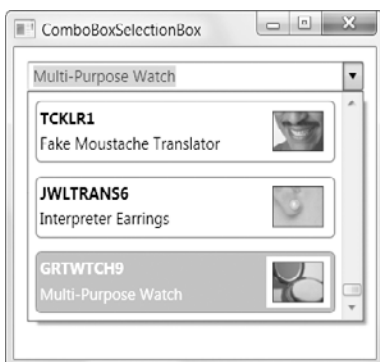 ComboBoxSelectionBox
Multi-Purpose Watch
TCKLR1
Fake Moustache Translator
JWLTRANS6
Interpreter Earrings
GRTWTCH9
Multi-Purpose Watch